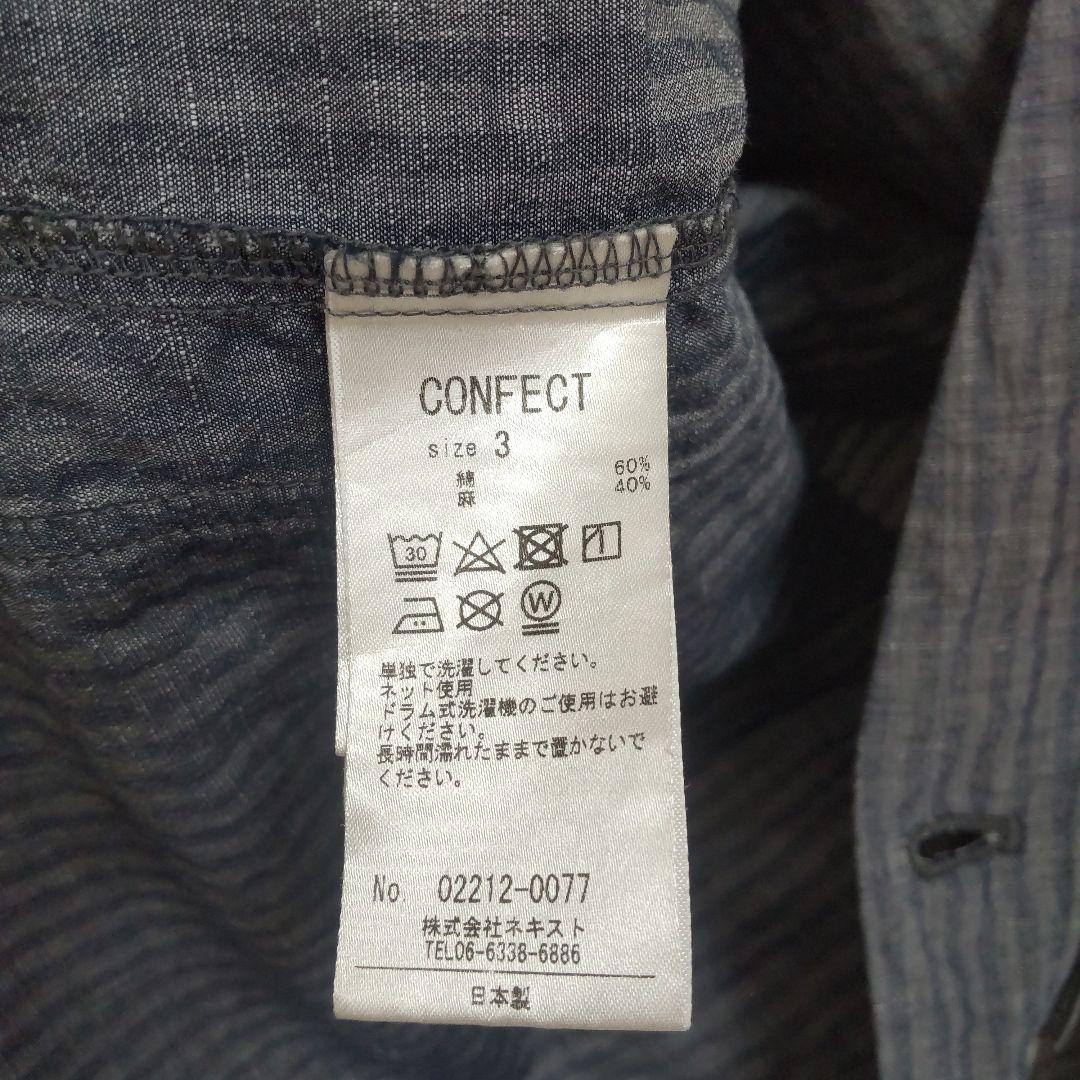 CONFECT
size 3
綿 60%
麻 40%
30
W
単独で洗濯してください。
ネット使用
ドラム式洗濯機のご使用はお避
けください。
長時間濡れたままで置かないで
ください。
No 02212-0077
株式会社ネキスト
TEL06-6338-6886
日本製